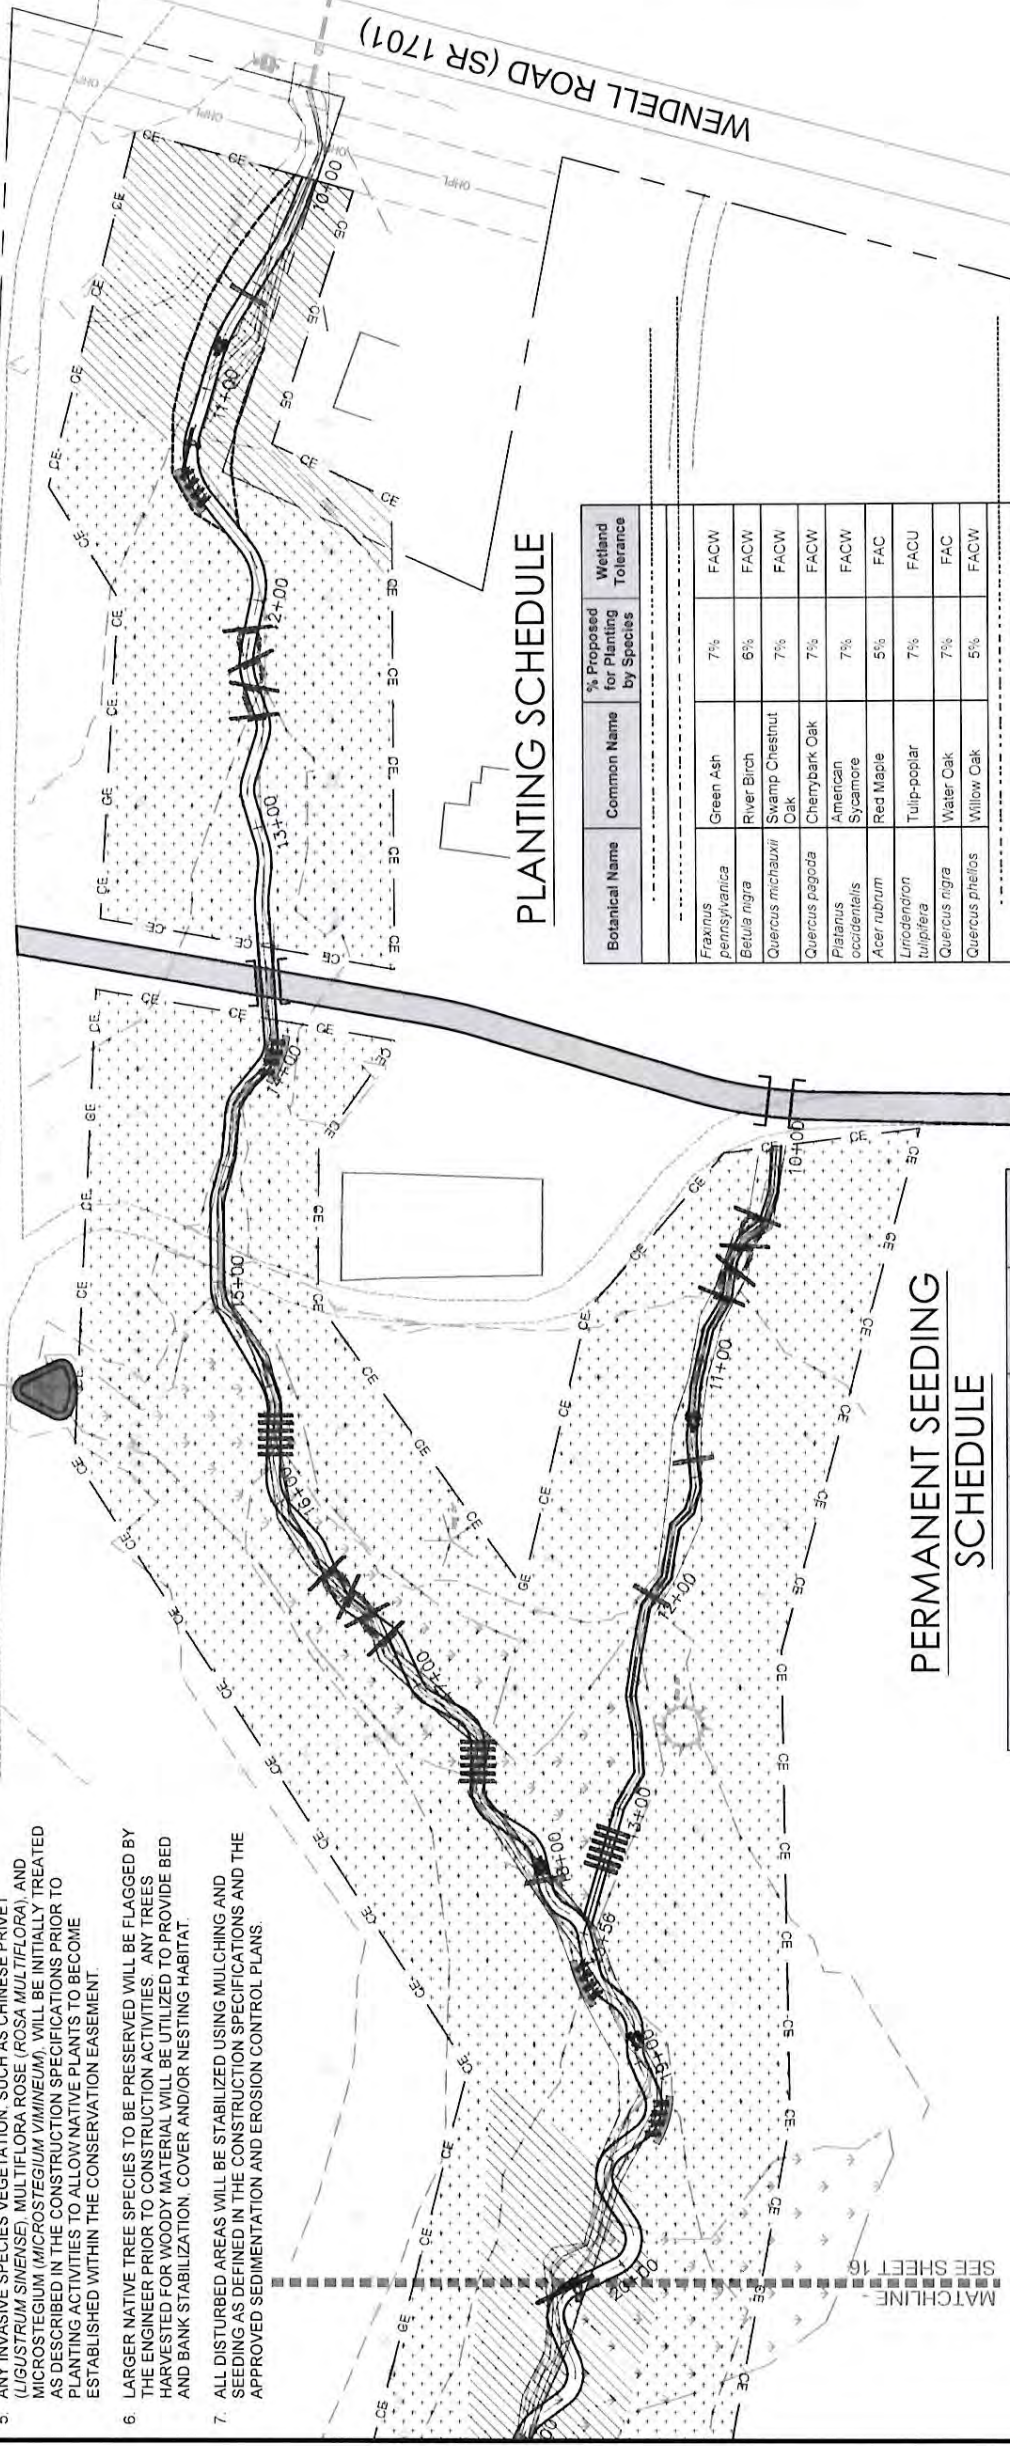 5. ANY INVASIVE SPECIES VEGETATION, SUCH AS CHINESE PRIVET
(LIGUSTRUM SINENSE), MULTIFLORA ROSE (ROSA MULTIFLORA), AND
MICROSTEGIUM (MICROSTEGIUM VIMINEUM), WILL BE INITIALLY TREATED
AS DESCRIBED IN THE CONSTRUCTION SPECIFICATIONS PRIOR TO
PLANTING ACTIVITIES TO ALLOW NATIVE PLANTS TO BECOME
ESTABLISHED WITHIN THE CONSERVATION EASEMENT.
6. LARGER NATIVE TREE SPECIES TO BE PRESERVED WILL BE FLAGGED BY
THE ENGINEER PRIOR TO CONSTRUCTION ACTIVITIES. ANY TREES
HARVESTED FOR WOODY MATERIAL WILL BE UTILIZED TO PROVIDE BED
AND BANK STABILIZATION, COVER AND/OR NESTING HABITAT.
7. ALL DISTURBED AREAS WILL BE STABILIZED USING MULCHING AND
SEEDING AS DEFINED IN THE CONSTRUCTION SPECIFICATIONS AND THE
APPROVED SEDIMENTATION AND EROSION CONTROL PLANS.
WENDELL ROAD (SR 1701)
10+00
11+00
12+00
13+00
14+00
15+00
16+00
17+00
18+00
19+00
20+00
10+00
11+00
12+00
13+00
CE
OHPL
MATCHLINE -
SEE SHEET 16
PLANTING SCHEDULE
Botanical Name Common Name % Proposed for Planting by Species Wetland Tolerance
Fraxinus pennsylvanica Green Ash 7% FACW
Betula nigra River Birch 6% FACW
Quercus michauxii Swamp Chestnut Oak 7% FACW
Quercus pagoda Cherrybark Oak 7% FACW
Platanus occidentalis American Sycamore 7% FACW
Acer rubrum Red Maple 5% FAC
Liriodendron tulipifera Tulip-poplar 7% FACU
Quercus nigra Water Oak 7% FAC
Quercus phellos Willow Oak 5% FACW
PERMANENT SEEDING
SCHEDULE